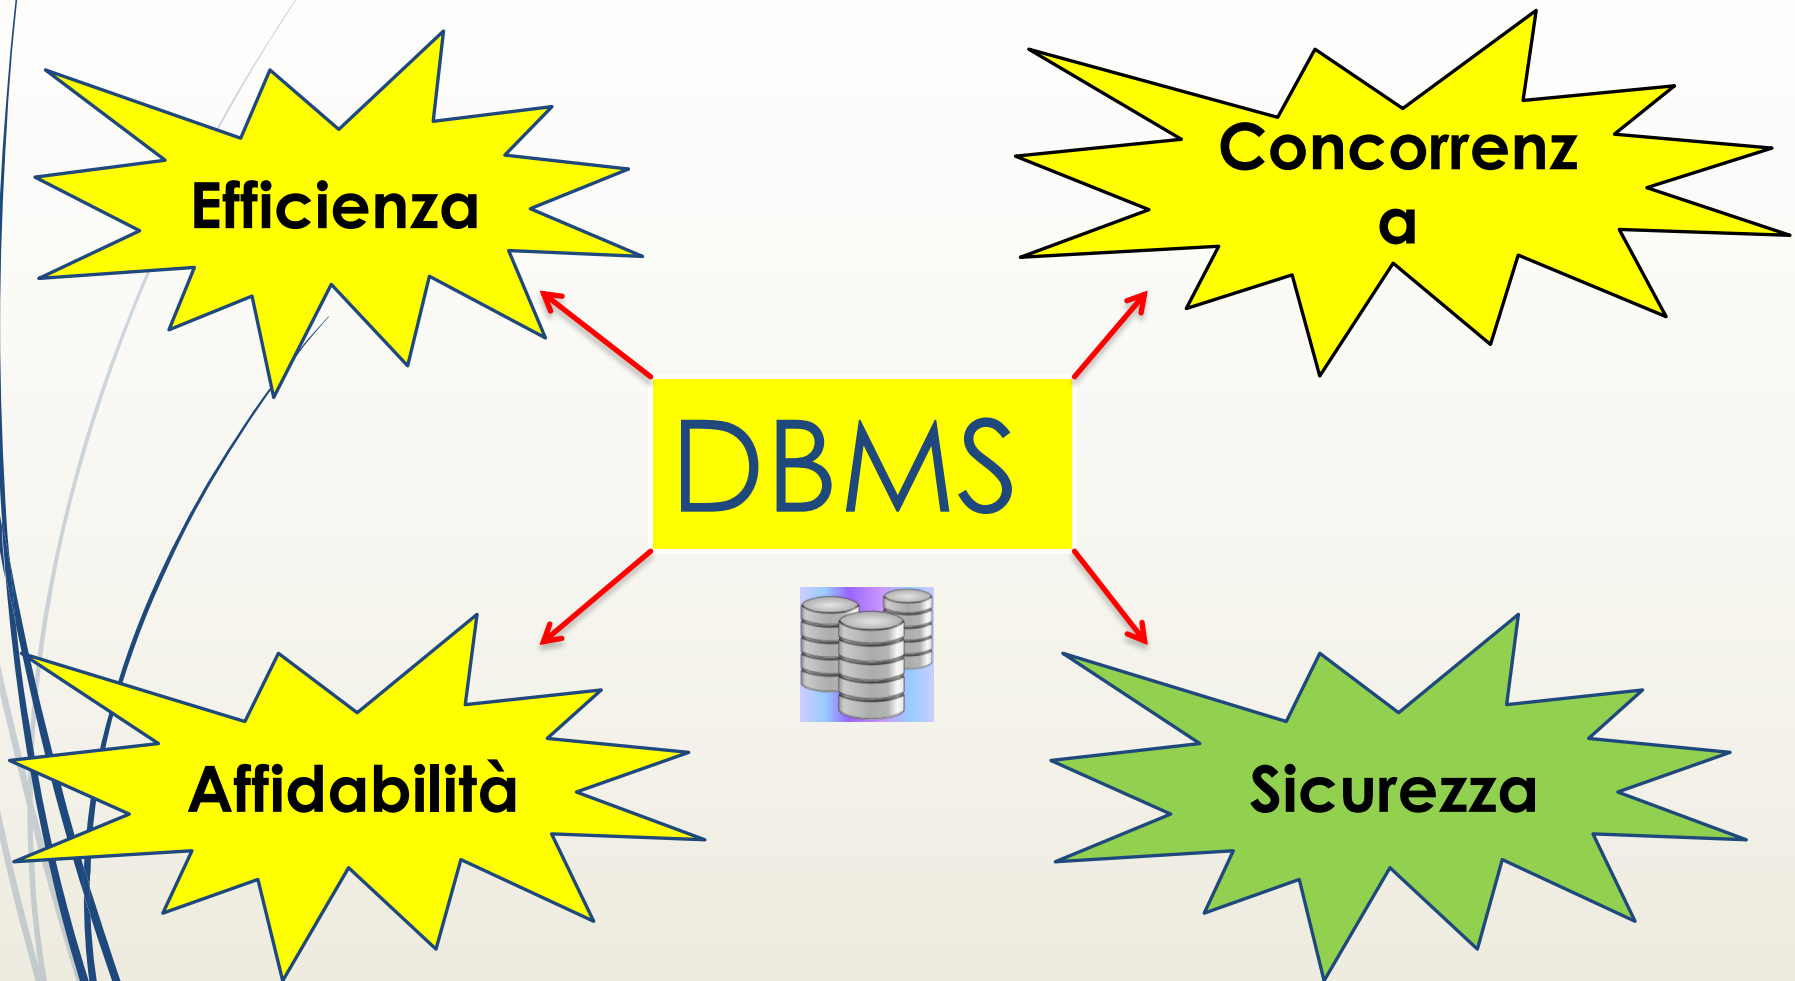 Efficienza
Concorrenz
a
DBMS
Affidabilità
Sicurezza